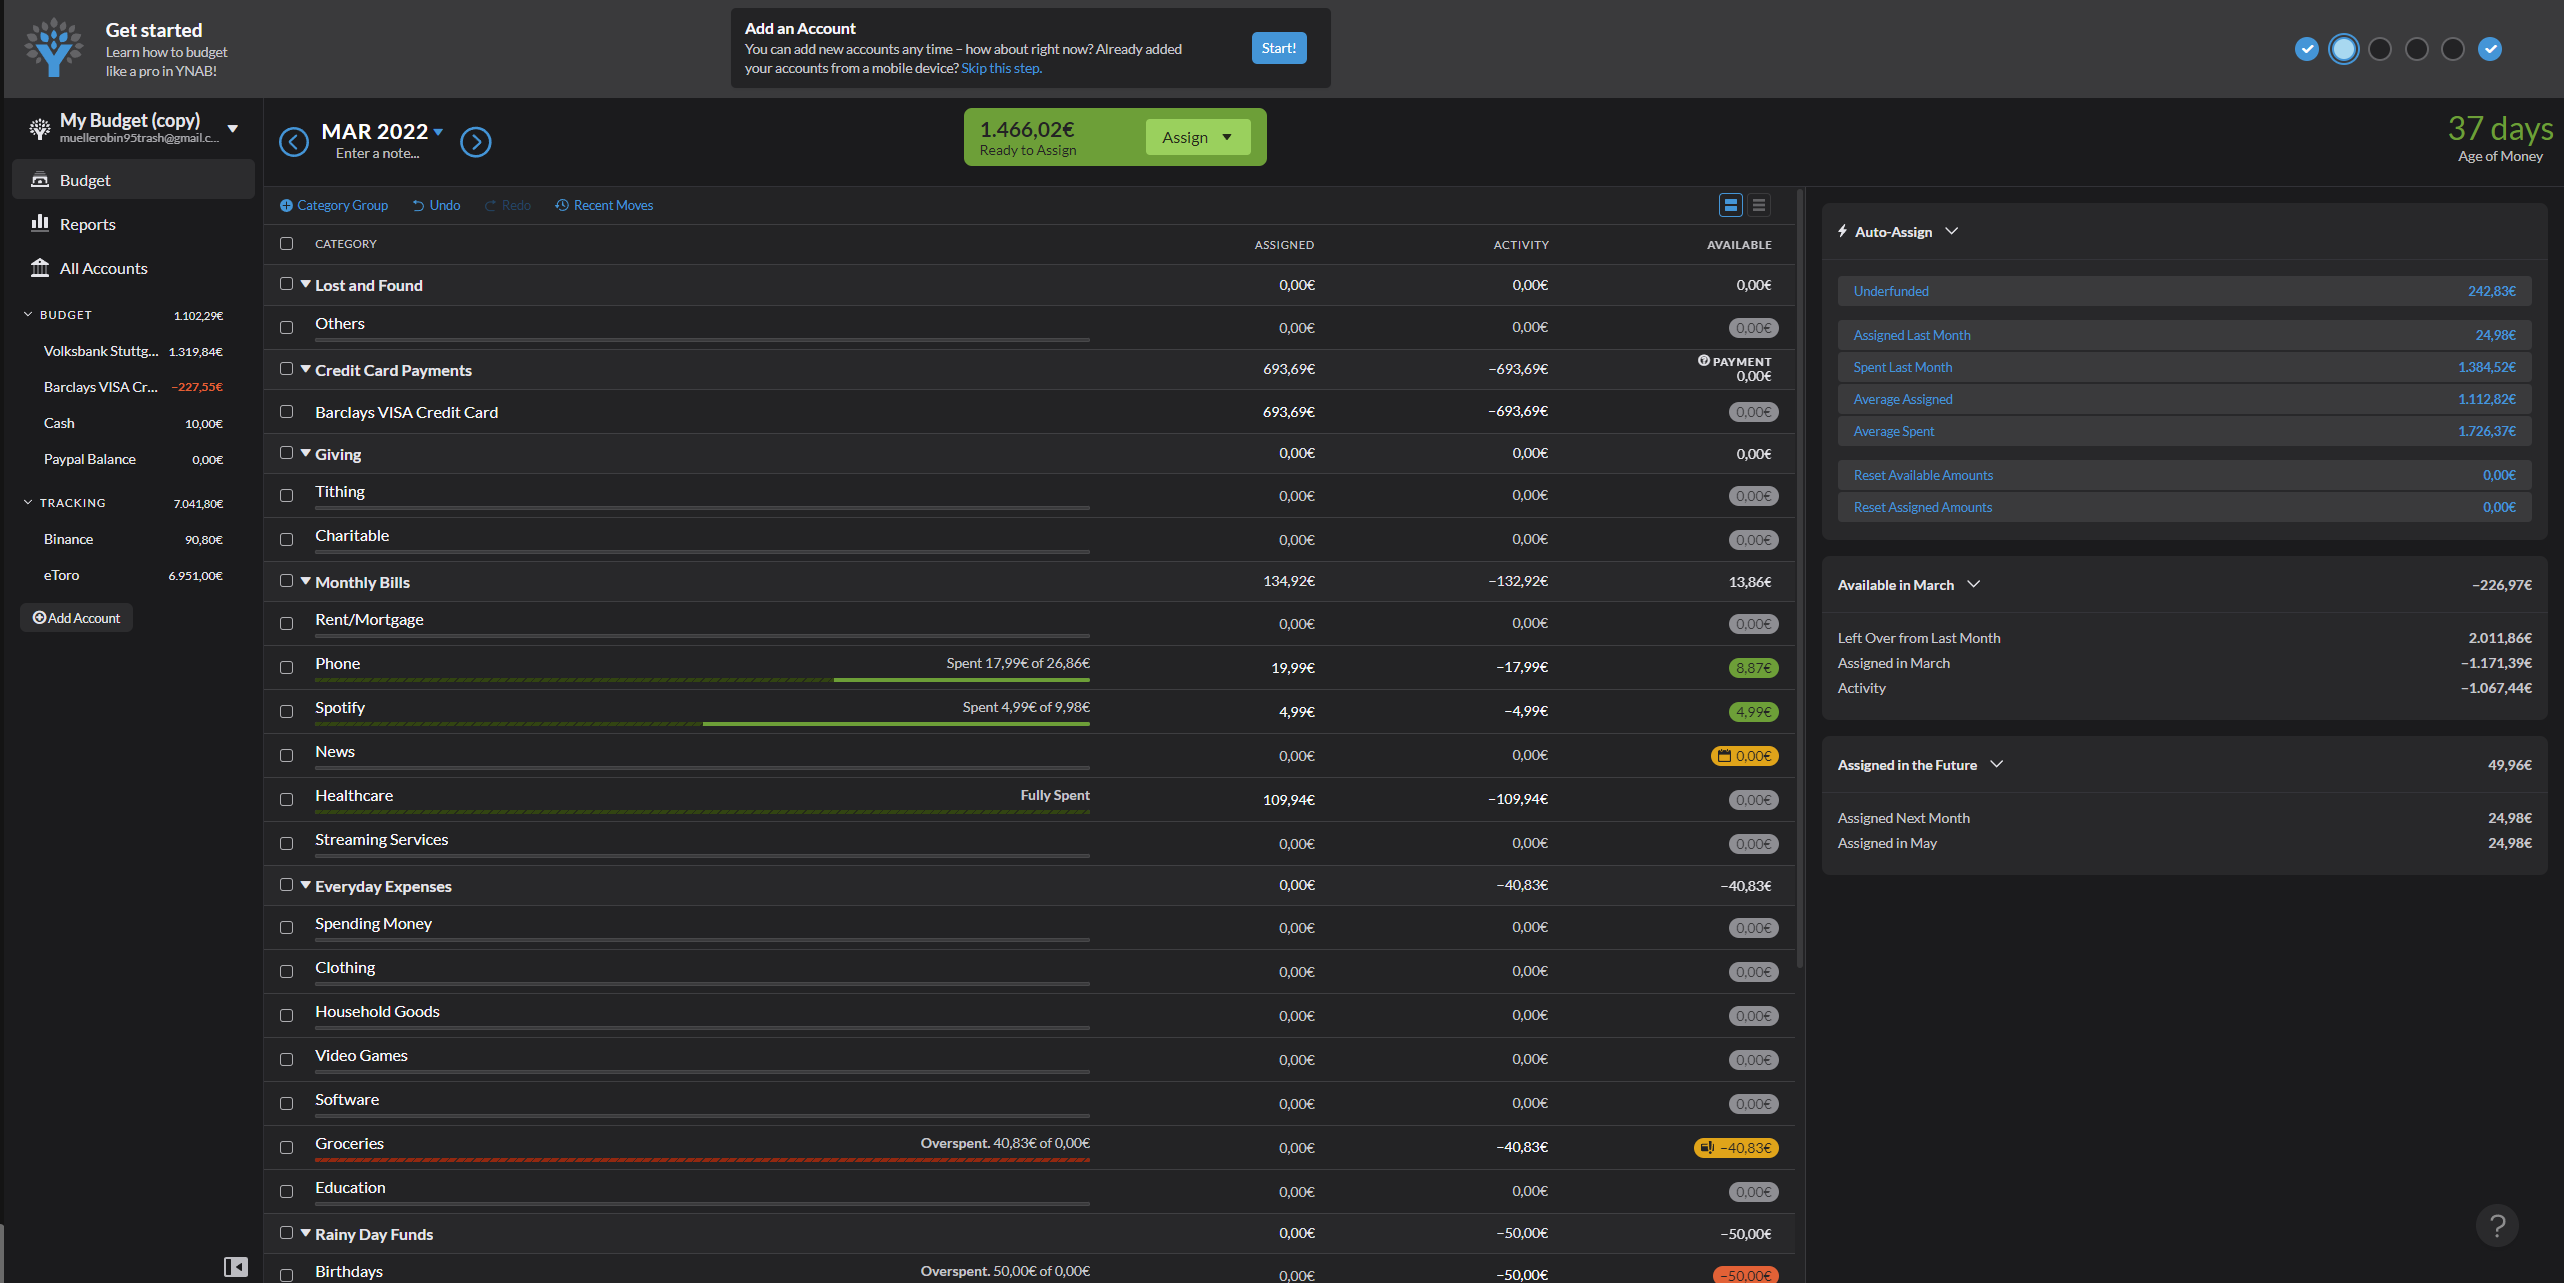 Get started
Learn how to budget
like a pro in YNAB!
Add an Account
You can add new accounts any time – how about right now? Already added
your accounts from a mobile device? Skip this step.
Start!
My Budget (copy)
muellerobin95trash@gmail.c...
Budget
Reports
All Accounts
BUDGET 1.102,29€
Volksbank Stuttg... 1.319,84€
Barclays VISA Cr... −227,55€
Cash 10,00€
Paypal Balance 0,00€
TRACKING 7.041,80€
Binance 90,80€
eToro 6.951,00€
Add Account
MAR 2022
Enter a note...
1.466,02€
Ready to Assign
Assign
37 days
Age of Money
Category Group Undo Redo Recent Moves
CATEGORY ASSIGNED ACTIVITY AVAILABLE
Lost and Found 0,00€ 0,00€ 0,00€
Others 0,00€ 0,00€ 0,00€
Credit Card Payments 693,69€ −693,69€ PAYMENT 0,00€
Barclays VISA Credit Card 693,69€ −693,69€ 0,00€
Giving 0,00€ 0,00€ 0,00€
Tithing 0,00€ 0,00€ 0,00€
Charitable 0,00€ 0,00€ 0,00€
Monthly Bills 134,92€ −132,92€ 13,86€
Rent/Mortgage 0,00€ 0,00€ 0,00€
Phone Spent 17,99€ of 26,86€ 19,99€ −17,99€ 8,87€
Spotify Spent 4,99€ of 9,98€ 4,99€ −4,99€ 4,99€
News 0,00€ 0,00€ 0,00€
Healthcare Fully Spent 109,94€ −109,94€ 0,00€
Streaming Services 0,00€ 0,00€ 0,00€
Everyday Expenses 0,00€ −40,83€ −40,83€
Spending Money 0,00€ 0,00€ 0,00€
Clothing 0,00€ 0,00€ 0,00€
Household Goods 0,00€ 0,00€ 0,00€
Video Games 0,00€ 0,00€ 0,00€
Software 0,00€ 0,00€ 0,00€
Groceries Overspent. 40,83€ of 0,00€ 0,00€ −40,83€ −40,83€
Education 0,00€ 0,00€ 0,00€
Rainy Day Funds 0,00€ −50,00€ −50,00€
Birthdays Overspent. 50,00€ of 0,00€ 0,00€ −50,00€ −50,00€
Auto-Assign
Underfunded 242,83€
Assigned Last Month 24,98€
Spent Last Month 1.384,52€
Average Assigned 1.112,82€
Average Spent 1.726,37€
Reset Available Amounts 0,00€
Reset Assigned Amounts 0,00€
Available in March −226,97€
Left Over from Last Month 2.011,86€
Assigned in March −1.171,39€
Activity −1.067,44€
Assigned in the Future 49,96€
Assigned Next Month 24,98€
Assigned in May 24,98€
?